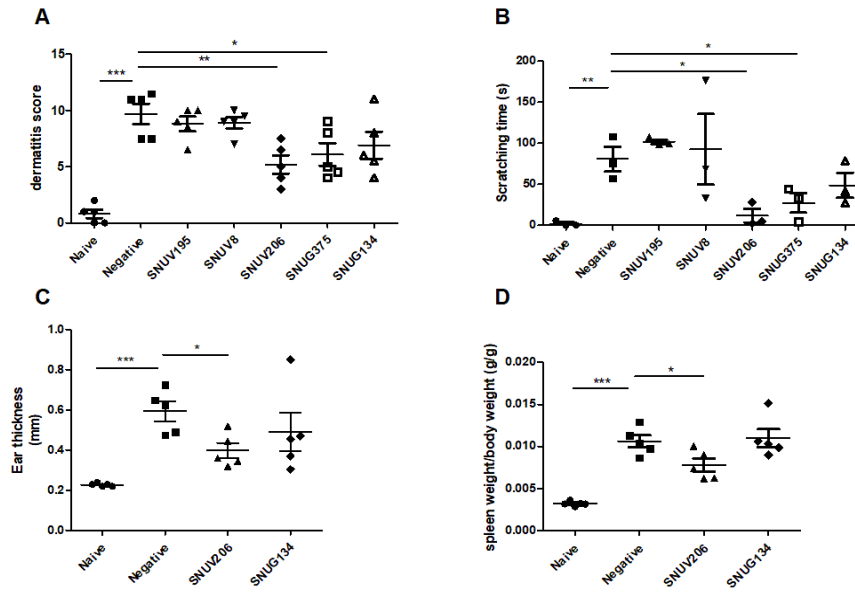 A
dermatitis score
15
10
5
0
***
**
*
Naive
Negative
SNUV195
SNUV8
SNUV206
SNUG375
SNUG134
B
Scratching time (s)
200
150
100
50
0
**
*
*
Naive
Negative
SNUV195
SNUV8
SNUV206
SNUG375
SNUG134
C
Ear thickness
(mm)
1.0
0.8
0.6
0.4
0.2
0.0
***
*
Naive
Negative
SNUV206
SNUG134
D
spleen weight/body weight (g/g)
0.020
0.015
0.010
0.005
0.000
***
*
Naive
Negative
SNUV206
SNUG134